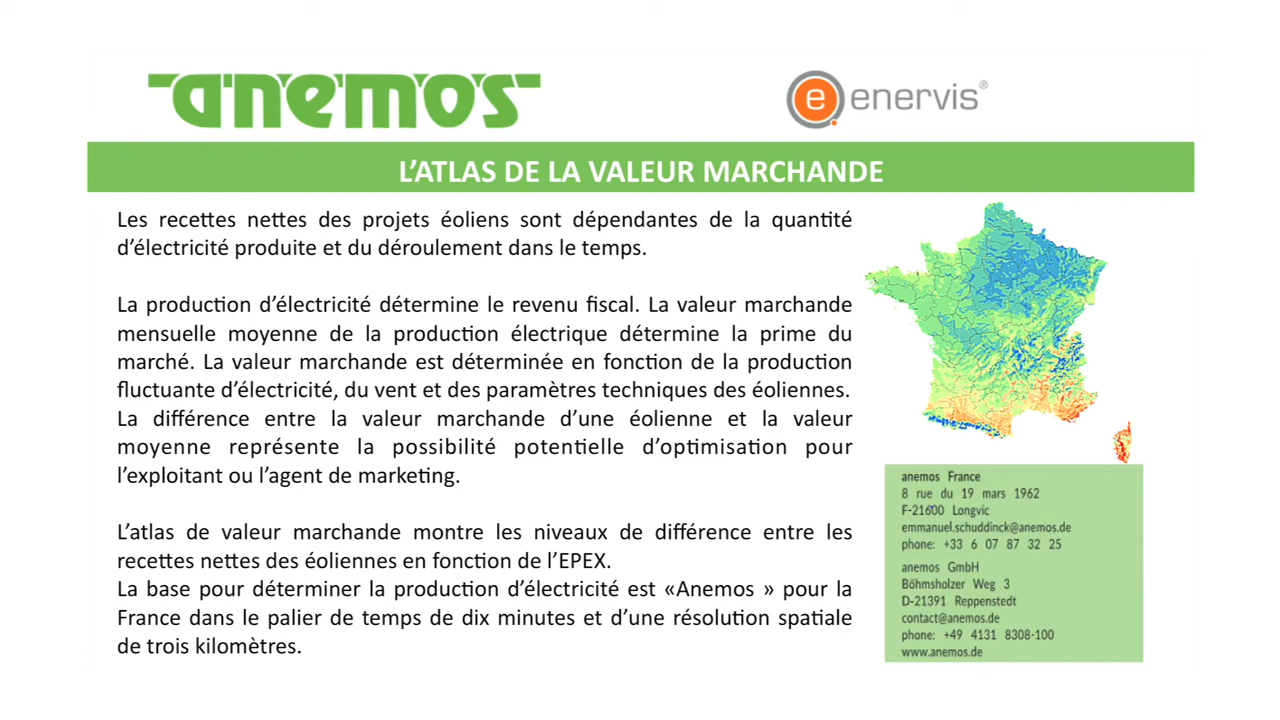 anemos
e enervis®
L’ATLAS DE LA VALEUR MARCHANDE
Les recettes nettes des projets éoliens sont dépendantes de la quantité
d’électricité produite et du déroulement dans le temps.
La production d’électricité détermine le revenu fiscal. La valeur marchande
mensuelle moyenne de la production électrique détermine la prime du
marché. La valeur marchande est déterminée en fonction de la production
fluctuante d’électricité, du vent et des paramètres techniques des éoliennes.
La différence entre la valeur marchande d’une éolienne et la valeur
moyenne représente la possibilité potentielle d’optimisation pour
l’exploitant ou l’agent de marketing.
L’atlas de valeur marchande montre les niveaux de différence entre les
recettes nettes des éoliennes en fonction de l’EPEX.
La base pour déterminer la production d’électricité est «Anemos » pour la
France dans le palier de temps de dix minutes et d’une résolution spatiale
de trois kilomètres.
anemos France
8 rue du 19 mars 1962
F-21600 Longvic
emmanuel.schuddinck@anemos.de
phone: +33 6 07 87 32 25
anemos GmbH
Böhmsholzer Weg 3
D-21391 Reppenstedt
contact@anemos.de
phone: +49 4131 8308-100
www.anemos.de